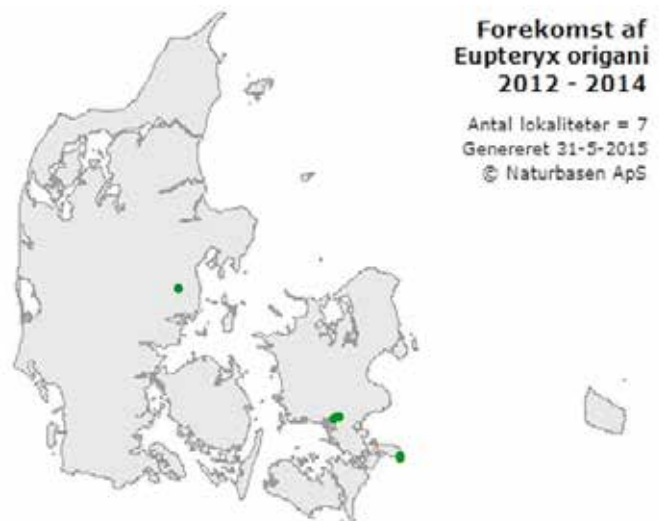 Forekomst af
Eupteryx origani
2012 - 2014
Antal lokaliteter = 7
Genereret 31-5-2015
© Naturbasen ApS